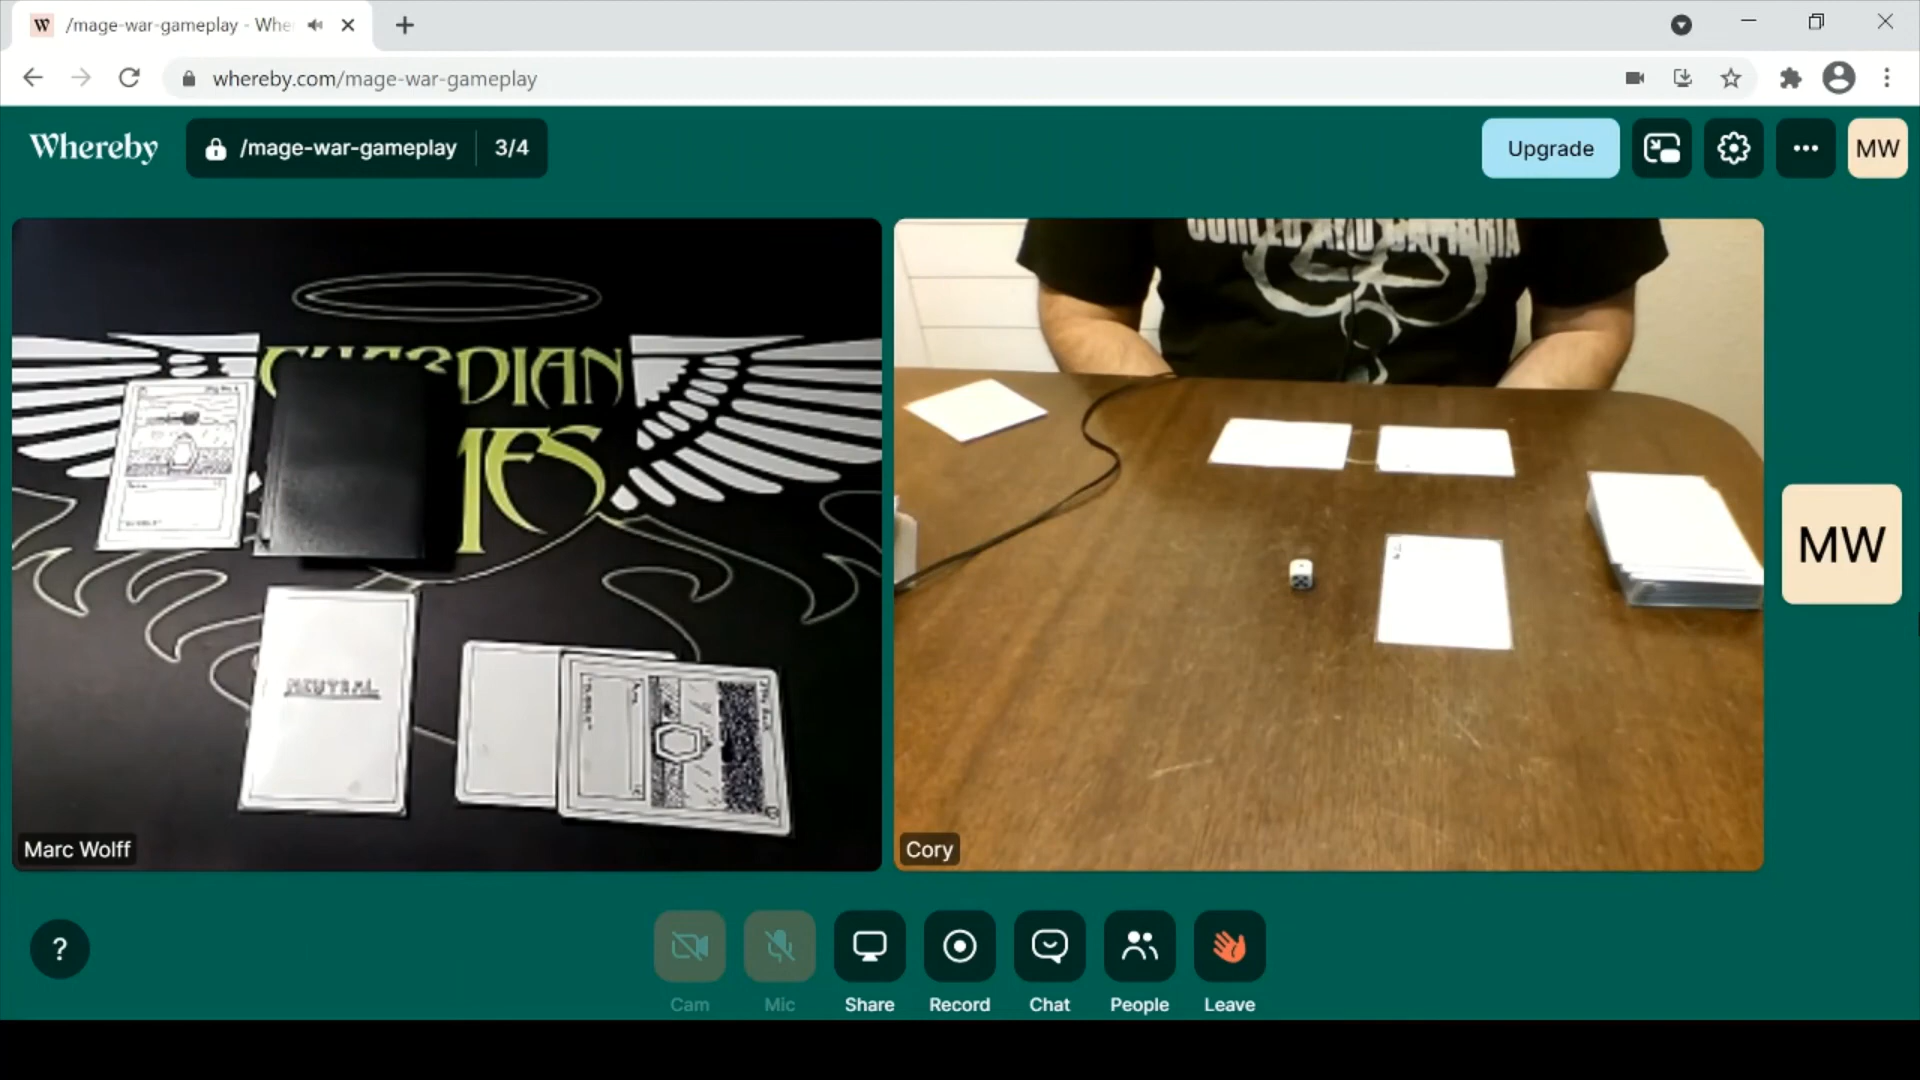 W /mage-war-gameplay - Whe
whereby.com/mage-war-gameplay
Whereby
/mage-war-gameplay 3/4
Upgrade
MW
GUARDIAN
NEUTRAL
MW
Marc Wolff
Cory
?
Cam
Mic
Share
Record
Chat
People
Leave